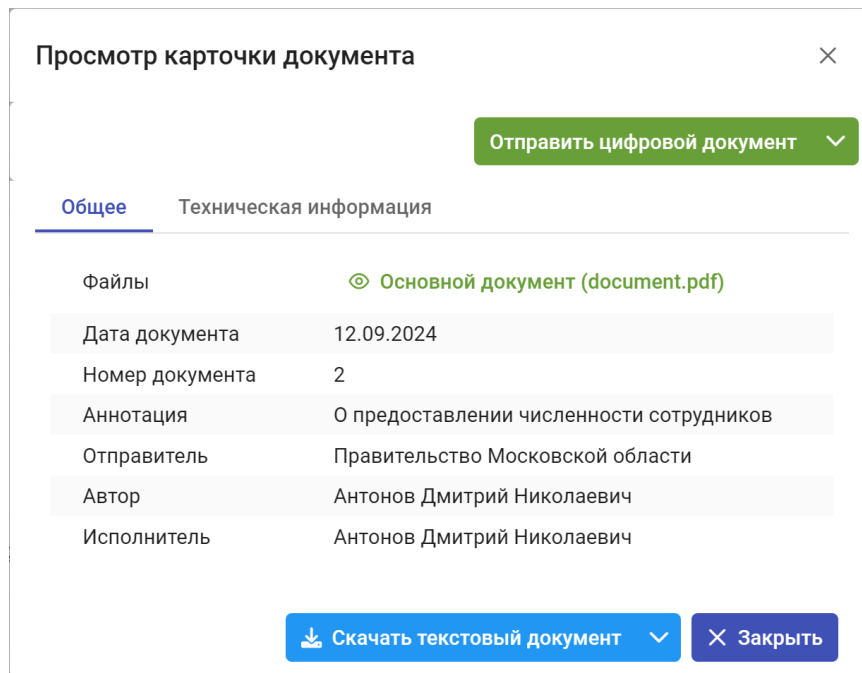 Просмотр карточки документа
Отправить цифровой документ
Общее Техническая информация
Файлы Основной документ (document.pdf)
Дата документа 12.09.2024
Номер документа 2
Аннотация О предоставлении численности сотрудников
Отправитель Правительство Московской области
Автор Антонов Дмитрий Николаевич
Исполнитель Антонов Дмитрий Николаевич
Скачать текстовый документ Закрыть